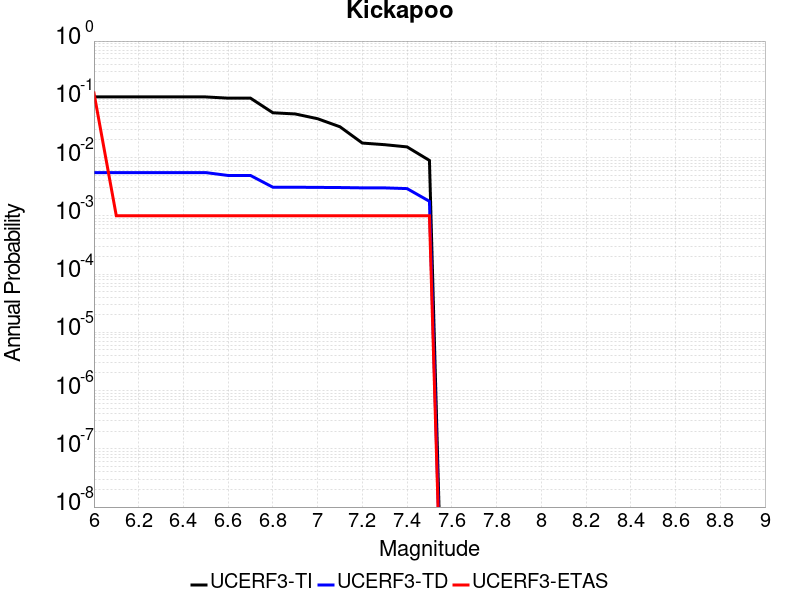 Kickapoo
10^0
10^-1
10^-2
10^-3
10^-4
10^-5
10^-6
10^-7
10^-8
Annual Probability
6 6.2 6.4 6.6 6.8 7 7.2 7.4 7.6 7.8 8 8.2 8.4 8.6 8.8 9
Magnitude
UCERF3-TI UCERF3-TD UCERF3-ETAS